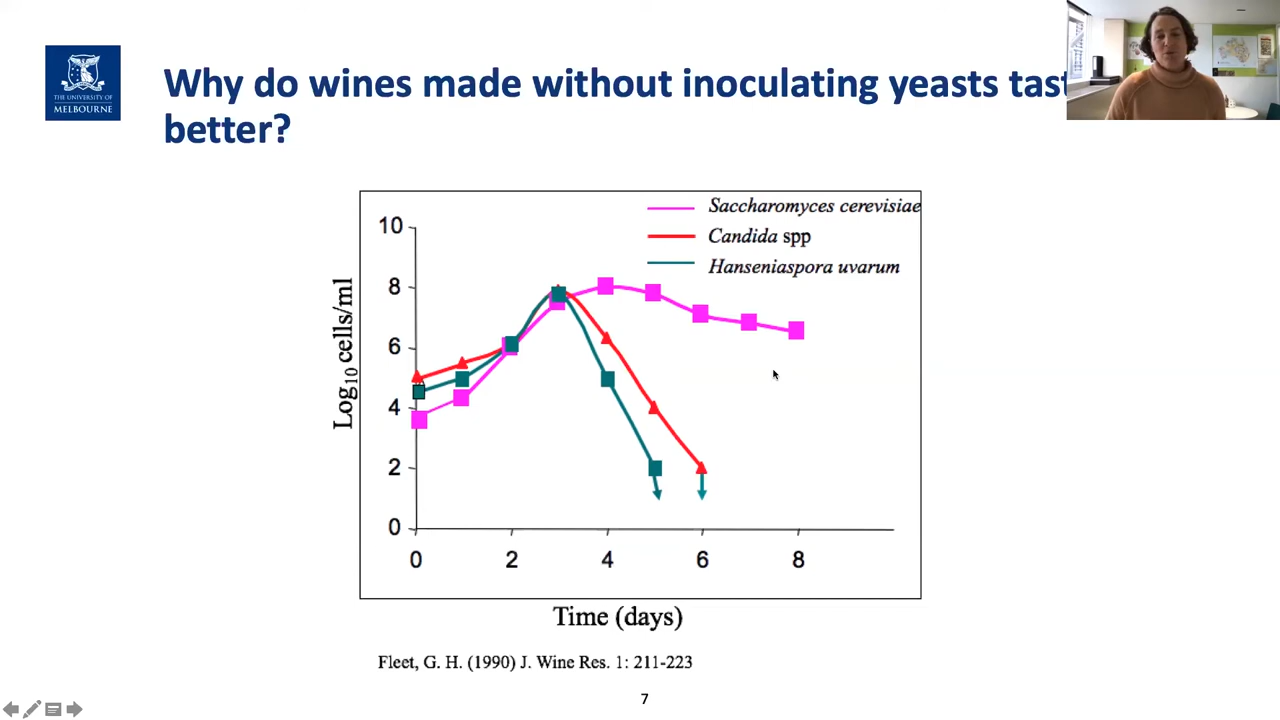 THE UNIVERSITY OF
MELBOURNE
Why do wines made without inoculating yeasts
better?
Saccharomyces cerevisiae
Candida spp
Hanseniaspora uvarum
10
8
6
4
2
0
Log10 cells/ml
0 2 4 6 8
Time (days)
Fleet, G. H. (1990) J. Wine Res. 1: 211-223
7